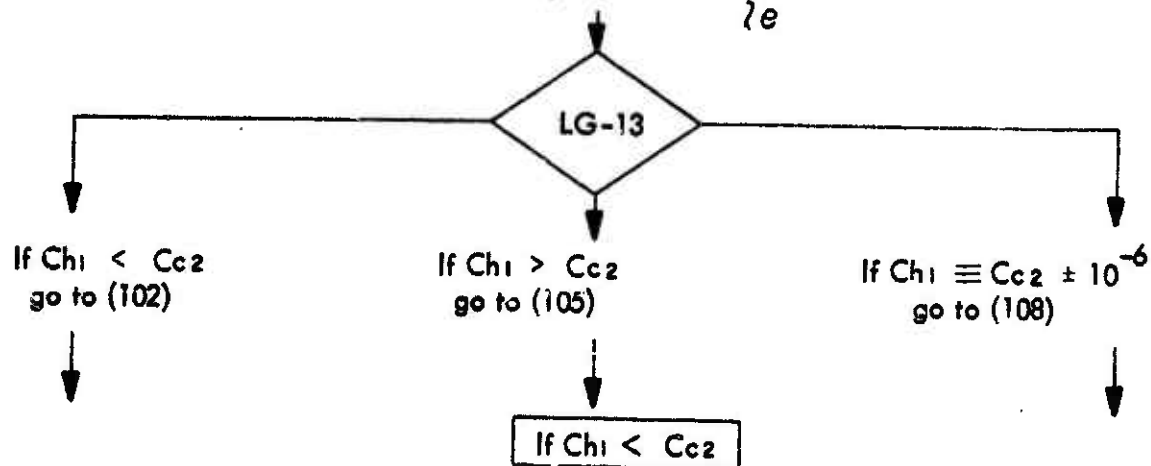 le
LG-13
If Ch1 < Cc2
go to (102)
If Ch1 > Cc2
go to (105)
If Ch1 ≡ Cc2 ± 10⁻⁶
go to (108)
If Ch1 < Cc2